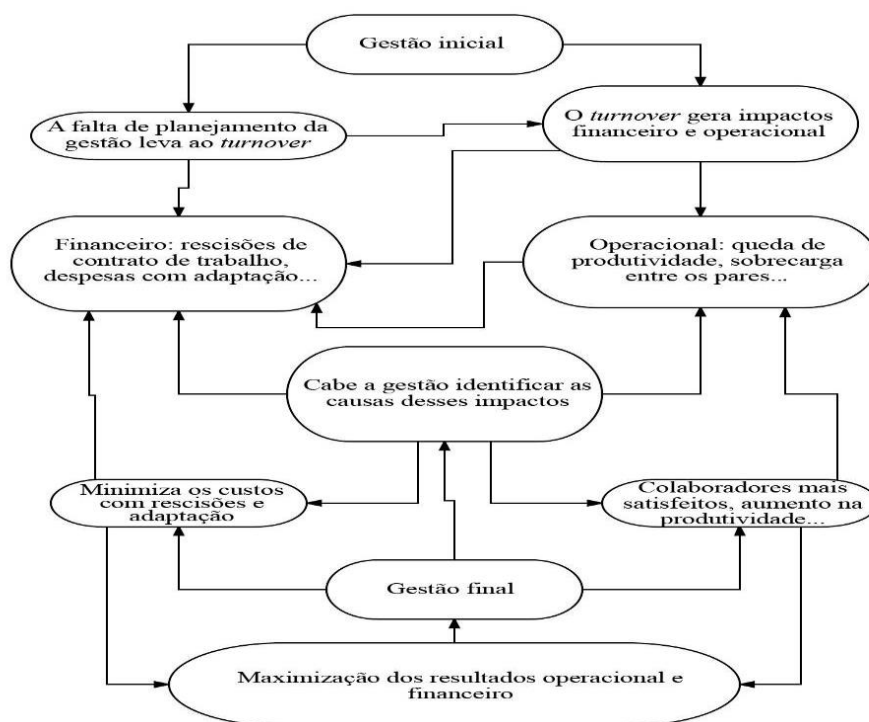 Gestão inicial
A falta de planejamento da
gestão leva ao turnover
O turnover gera impactos
financeiro e operacional
Financeiro: rescisões de
contrato de trabalho,
despesas com adaptação...
Operacional: queda de
produtividade, sobrecarga
entre os pares...
Cabe a gestão identificar as
causas desses impactos
Minimiza os custos
com rescisões e
adaptação
Colaboradores mais
satisfeitos, aumento na
produtividade...
Gestão final
Maximização dos resultados operacional e
financeiro